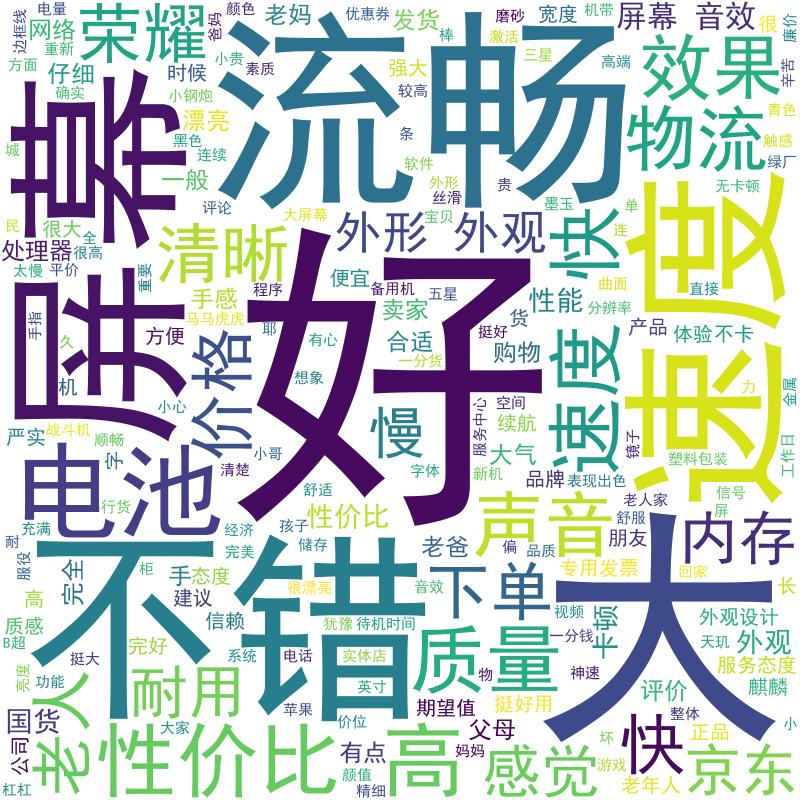 电量
颜色
优惠券
磨砂
宽度
机带
屏幕
音效
很
廉价
边框线
网络
荣耀
老妈
发货
棒
激活
流畅
重新
爸妈
三星
方面
仔细
时候
小贵
素质
强大
高端
效果
辛苦
确实
小钢炮
较高
幕
漂亮
物流
青色
黑色
条
触感
城
连续
软件
绿厂
一般
外形
贵
无卡顿
丝滑
民
很大
评论
大屏幕
宝贝
墨玉
单
处理器
全
外形
外观
快
连
速度
太慢
平价
很高
清晰
重要
程序
备用机
便宜
五星
性能
曲面
直接
屏
手指
手感
卖家
货
分辨率
马马虎虎
好
产品
久
方便
耶
有心
合适
挺好
购物
体验不卡
机
价格
一分货
速度
力
金属
想象
小心
慢
空间
严实
战斗机
服务中心
续航
镜子
顺畅
小哥
大气
塑料包装
工作日
字
电池
清楚
字体
新机
品牌
表现出色
行货
舒适
信号
老人家
屏
充满
经济
孩子
性价比
声音
舒服
大
内存
耐
服役
完美
储存
老爸
偏
品质
朋友
不错
完全
柜
手
态度
很漂亮
音效
下单
专用发票
回家
高
建议
信赖
犹豫
待机时间
视频
长
质感
一分钱
卡顿
外观设计
B超
完好
系统
电话
实体店
质量
天玑
外观
挺大
物
神速
服务态度
亮度
功能
耐用
苹果
英寸
期望值
挺好用
评价
麒麟
国货
老人
价位
整体
大家
父母
正品
小
公司
性价比
有点
高
妈妈
感觉
坏
快
京东
颜值
游戏
杠杠
精细
老年人